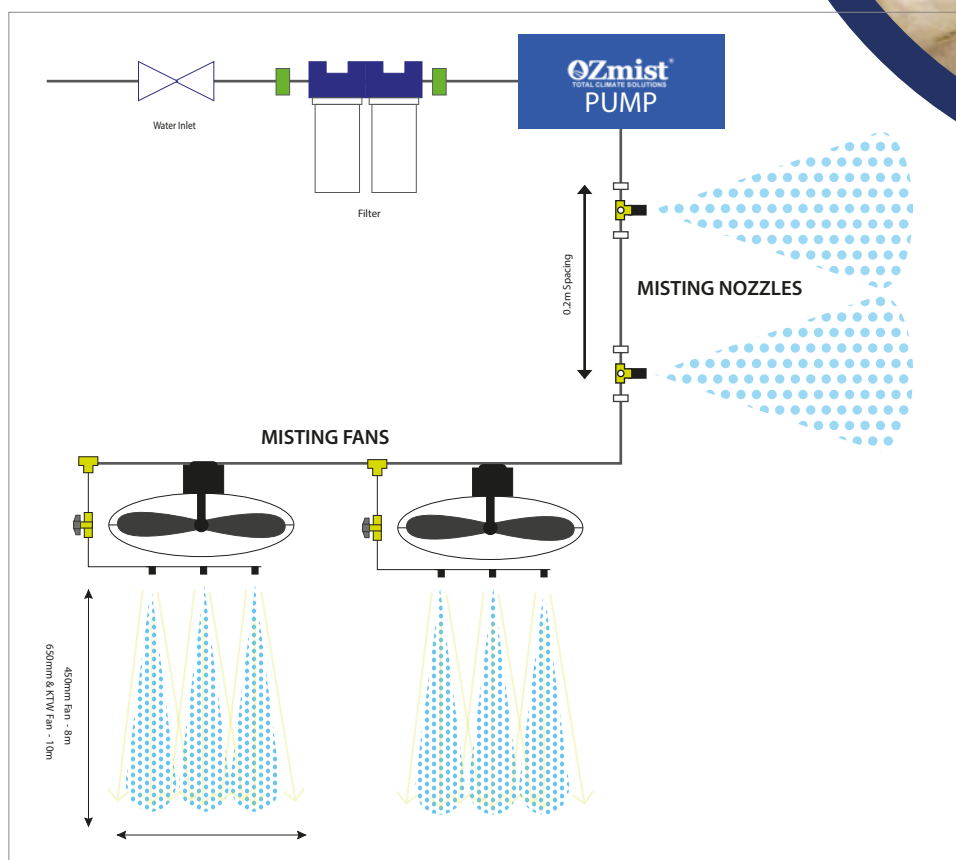 OZmist®
TOTAL CLIMATE SOLUTIONS
PUMP
Water Inlet
Filter
0.2m Spacing
MISTING NOZZLES
MISTING FANS
450mm Fan - 8m
650mm & KTW Fan - 10m